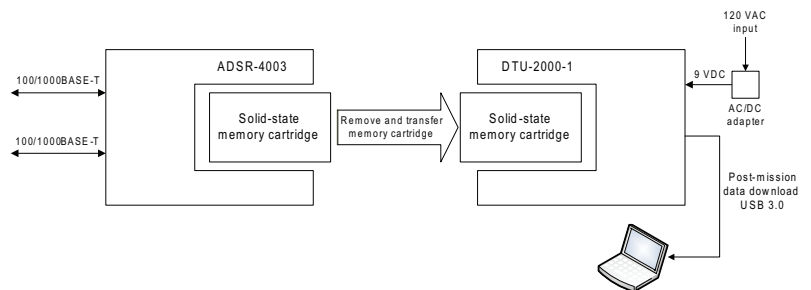 120 VAC
input
ADSR-4003
DTU-2000-1
100/1000BASE-T
9 VDC
AC/DC
adapter
Solid-state
memory cartridge
Remove and transfer
memory cartridge
Solid-state
memory cartridge
100/1000BASE-T
Post-mission
data download
USB 3.0